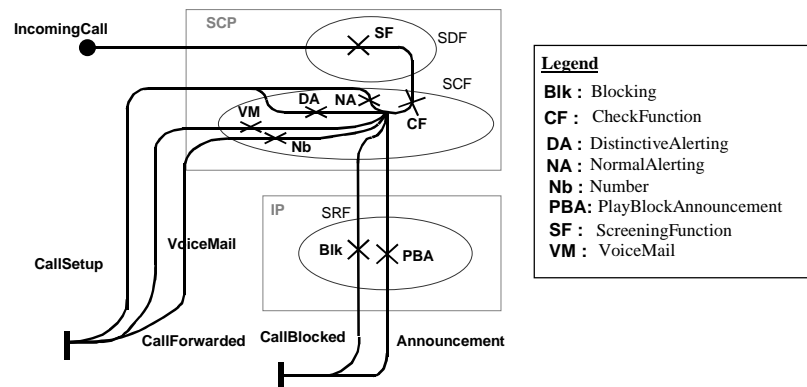 IncomingCall
SCP
SF
SDF
SCF
DA
NA
VM
CF
Nb
IP
SRF
Blk
PBA
CallSetup
VoiceMail
CallForwarded
CallBlocked
Announcement
Legend
Blk : Blocking
CF : CheckFunction
DA : DistinctiveAlerting
NA : NormalAlerting
Nb : Number
PBA : PlayBlockAnnouncement
SF : ScreeningFunction
VM : VoiceMail